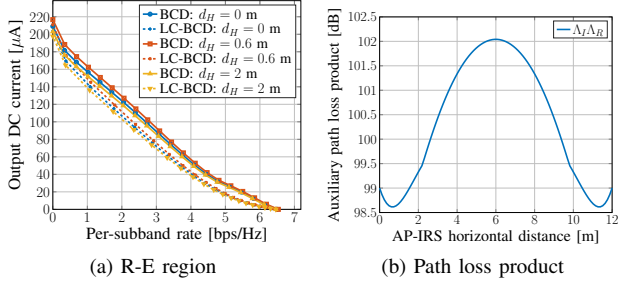 BCD: d_H = 0 m
LC-BCD: d_H = 0 m
BCD: d_H = 0.6 m
LC-BCD: d_H = 0.6 m
BCD: d_H = 2 m
LC-BCD: d_H = 2 m
Output DC current [μA]
220
200
180
160
140
120
100
80
60
40
20
0
0 1 2 3 4 5 6 7
Per-subband rate [bps/Hz]
(a) R-E region
Λ_IΛ_R
Auxiliary path loss product [dB]
102.5
102
101.5
101
100.5
100
99.5
99
98.5
0 2 4 6 8 10 12
AP-IRS horizontal distance [m]
(b) Path loss product